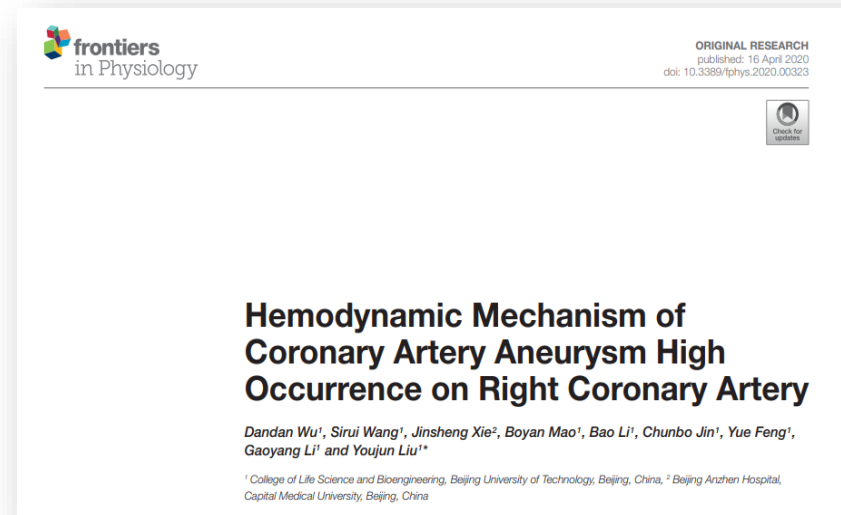 frontiers
in Physiology
ORIGINAL RESEARCH
published: 16 April 2020
doi: 10.3389/fphys.2020.00323
Check for
updates
Hemodynamic Mechanism of
Coronary Artery Aneurysm High
Occurrence on Right Coronary Artery
Dandan Wu¹, Sirui Wang¹, Jinsheng Xie², Boyan Mao¹, Bao Li¹, Chunbo Jin¹, Yue Feng¹,
Gaoyang Li¹ and Youjun Liu¹*
¹ College of Life Science and Bioengineering, Beijing University of Technology, Beijing, China, ² Beijing Anzhen Hospital,
Capital Medical University, Beijing, China